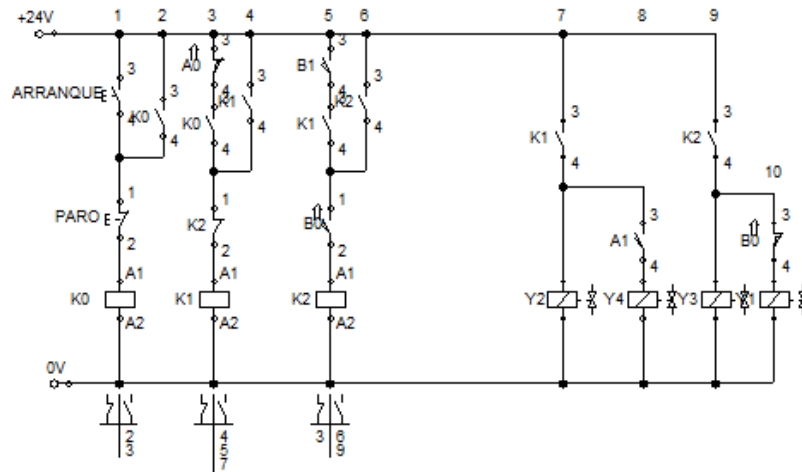 1 2 3 4 5 6 7 8 9
+24V
3 3 3
A0 B1
3 4 3 4 3
ARRANQUE K1 K2
4 K0 K0 K1 3 3
4 4 4 4 4 K1 K2
4 4
10
1 1 1 3 3
PARO K2 B0 A1 B0
2 2 2 4 4
A1 A1 A1
K0 K1 K2 Y2 Y4 Y3 Y1
A2 A2 A2
0V
2 4 3 6
3 5 9
7